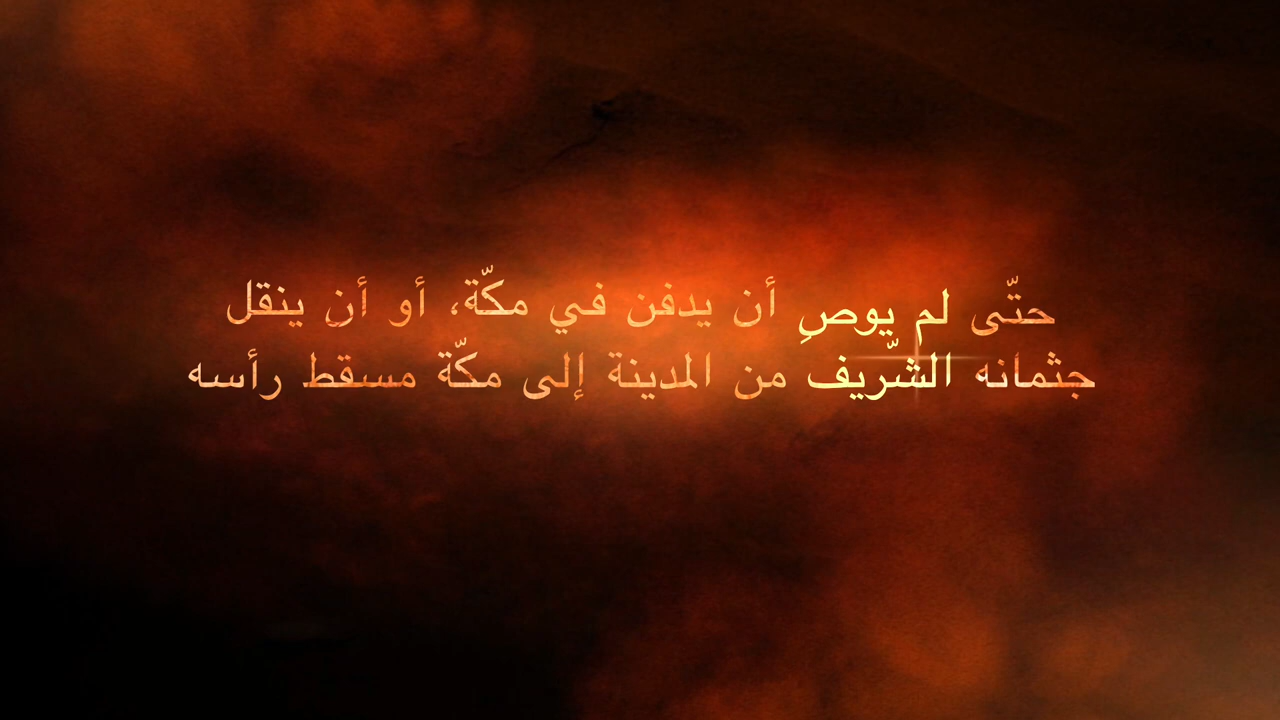 حتّى لم يوصِ أن يدفن في مكّة، أو أن ينقل
جثمانه الشّريف من المدينة إلى مكّة مسقط رأسه